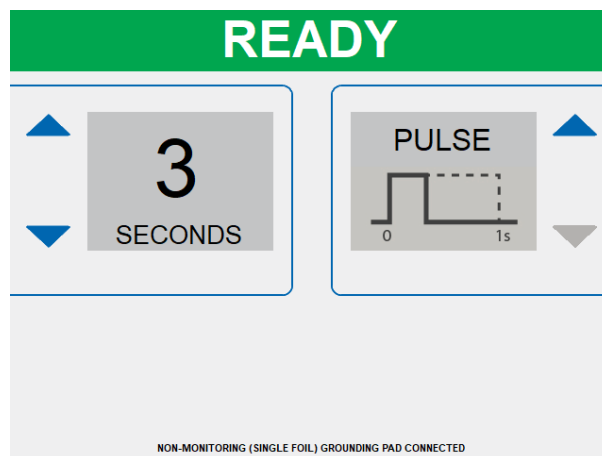 READY
3
SECONDS
PULSE
0 1s
NON-MONITORING (SINGLE FOIL) GROUNDING PAD CONNECTED